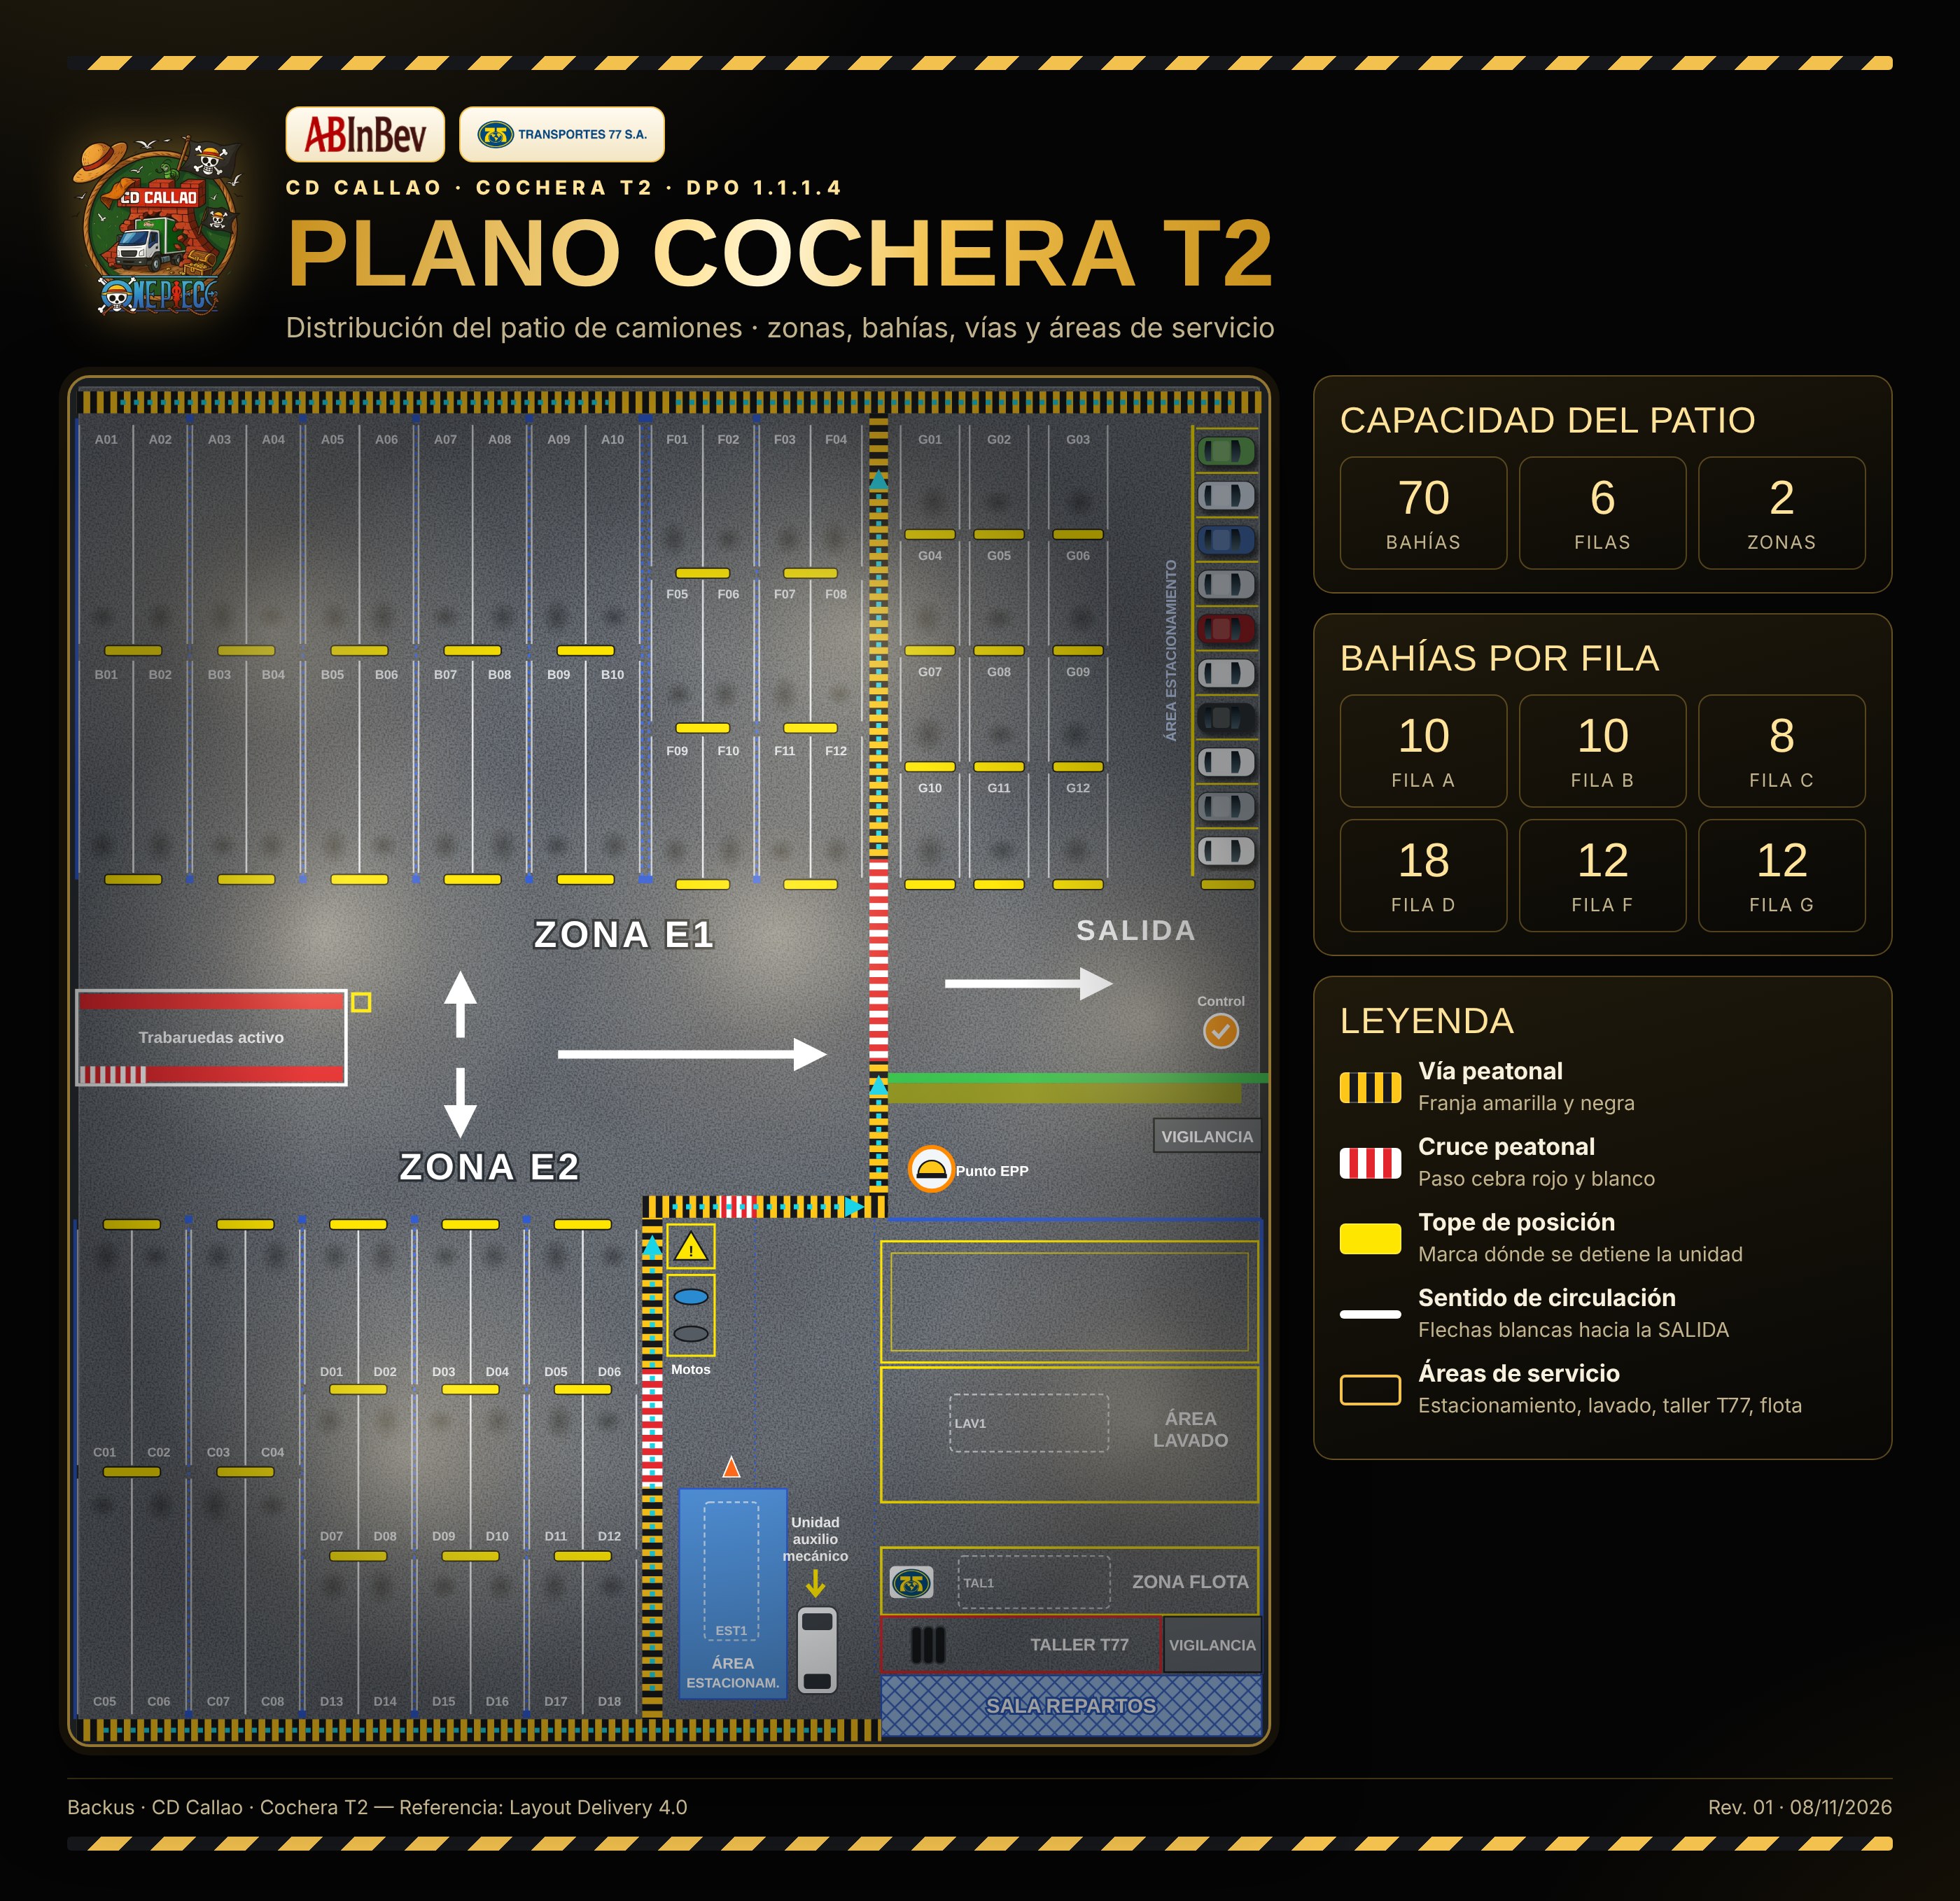 ABInBev
TRANSPORTES 77 S.A.
CD CALLAO · COCHERA T2 · DPO 1.1.1.4
PLANO COCHERA T2
Distribución del patio de camiones · zonas, bahías, vías y áreas de servicio
CD CALLAO
ONE PIECE
A01 A02 A03 A04 A05 A06 A07 A08 A09 A10 F01 F02 F03 F04 G01 G02 G03
G04 G05 G06
F05 F06 F07 F08
B01 B02 B03 B04 B05 B06 B07 B08 B09 B10 G07 G08 G09
F09 F10 F11 F12
G10 G11 G12
ÁREA ESTACIONAMIENTO
ZONA E1
SALIDA
Control
Trabaruedas activo
VIGILANCIA
ZONA E2
Punto EPP
Motos
D01 D02 D03 D04 D05 D06
C01 C02 C03 C04
LAV1
ÁREA
LAVADO
D07 D08 D09 D10 D11 D12
Unidad
auxilio
mecánico
TAL1
ZONA FLOTA
EST1
ÁREA
ESTACIONAM.
TALLER T77
VIGILANCIA
C05 C06 C07 C08 D13 D14 D15 D16 D17 D18
SALA REPARTOS
CAPACIDAD DEL PATIO
70 6 2
BAHÍAS FILAS ZONAS
BAHÍAS POR FILA
10 10 8
FILA A FILA B FILA C
18 12 12
FILA D FILA F FILA G
LEYENDA
Vía peatonal
Franja amarilla y negra
Cruce peatonal
Paso cebra rojo y blanco
Tope de posición
Marca dónde se detiene la unidad
Sentido de circulación
Flechas blancas hacia la SALIDA
Áreas de servicio
Estacionamiento, lavado, taller T77, flota
Backus · CD Callao · Cochera T2 — Referencia: Layout Delivery 4.0
Rev. 01 · 08/11/2026